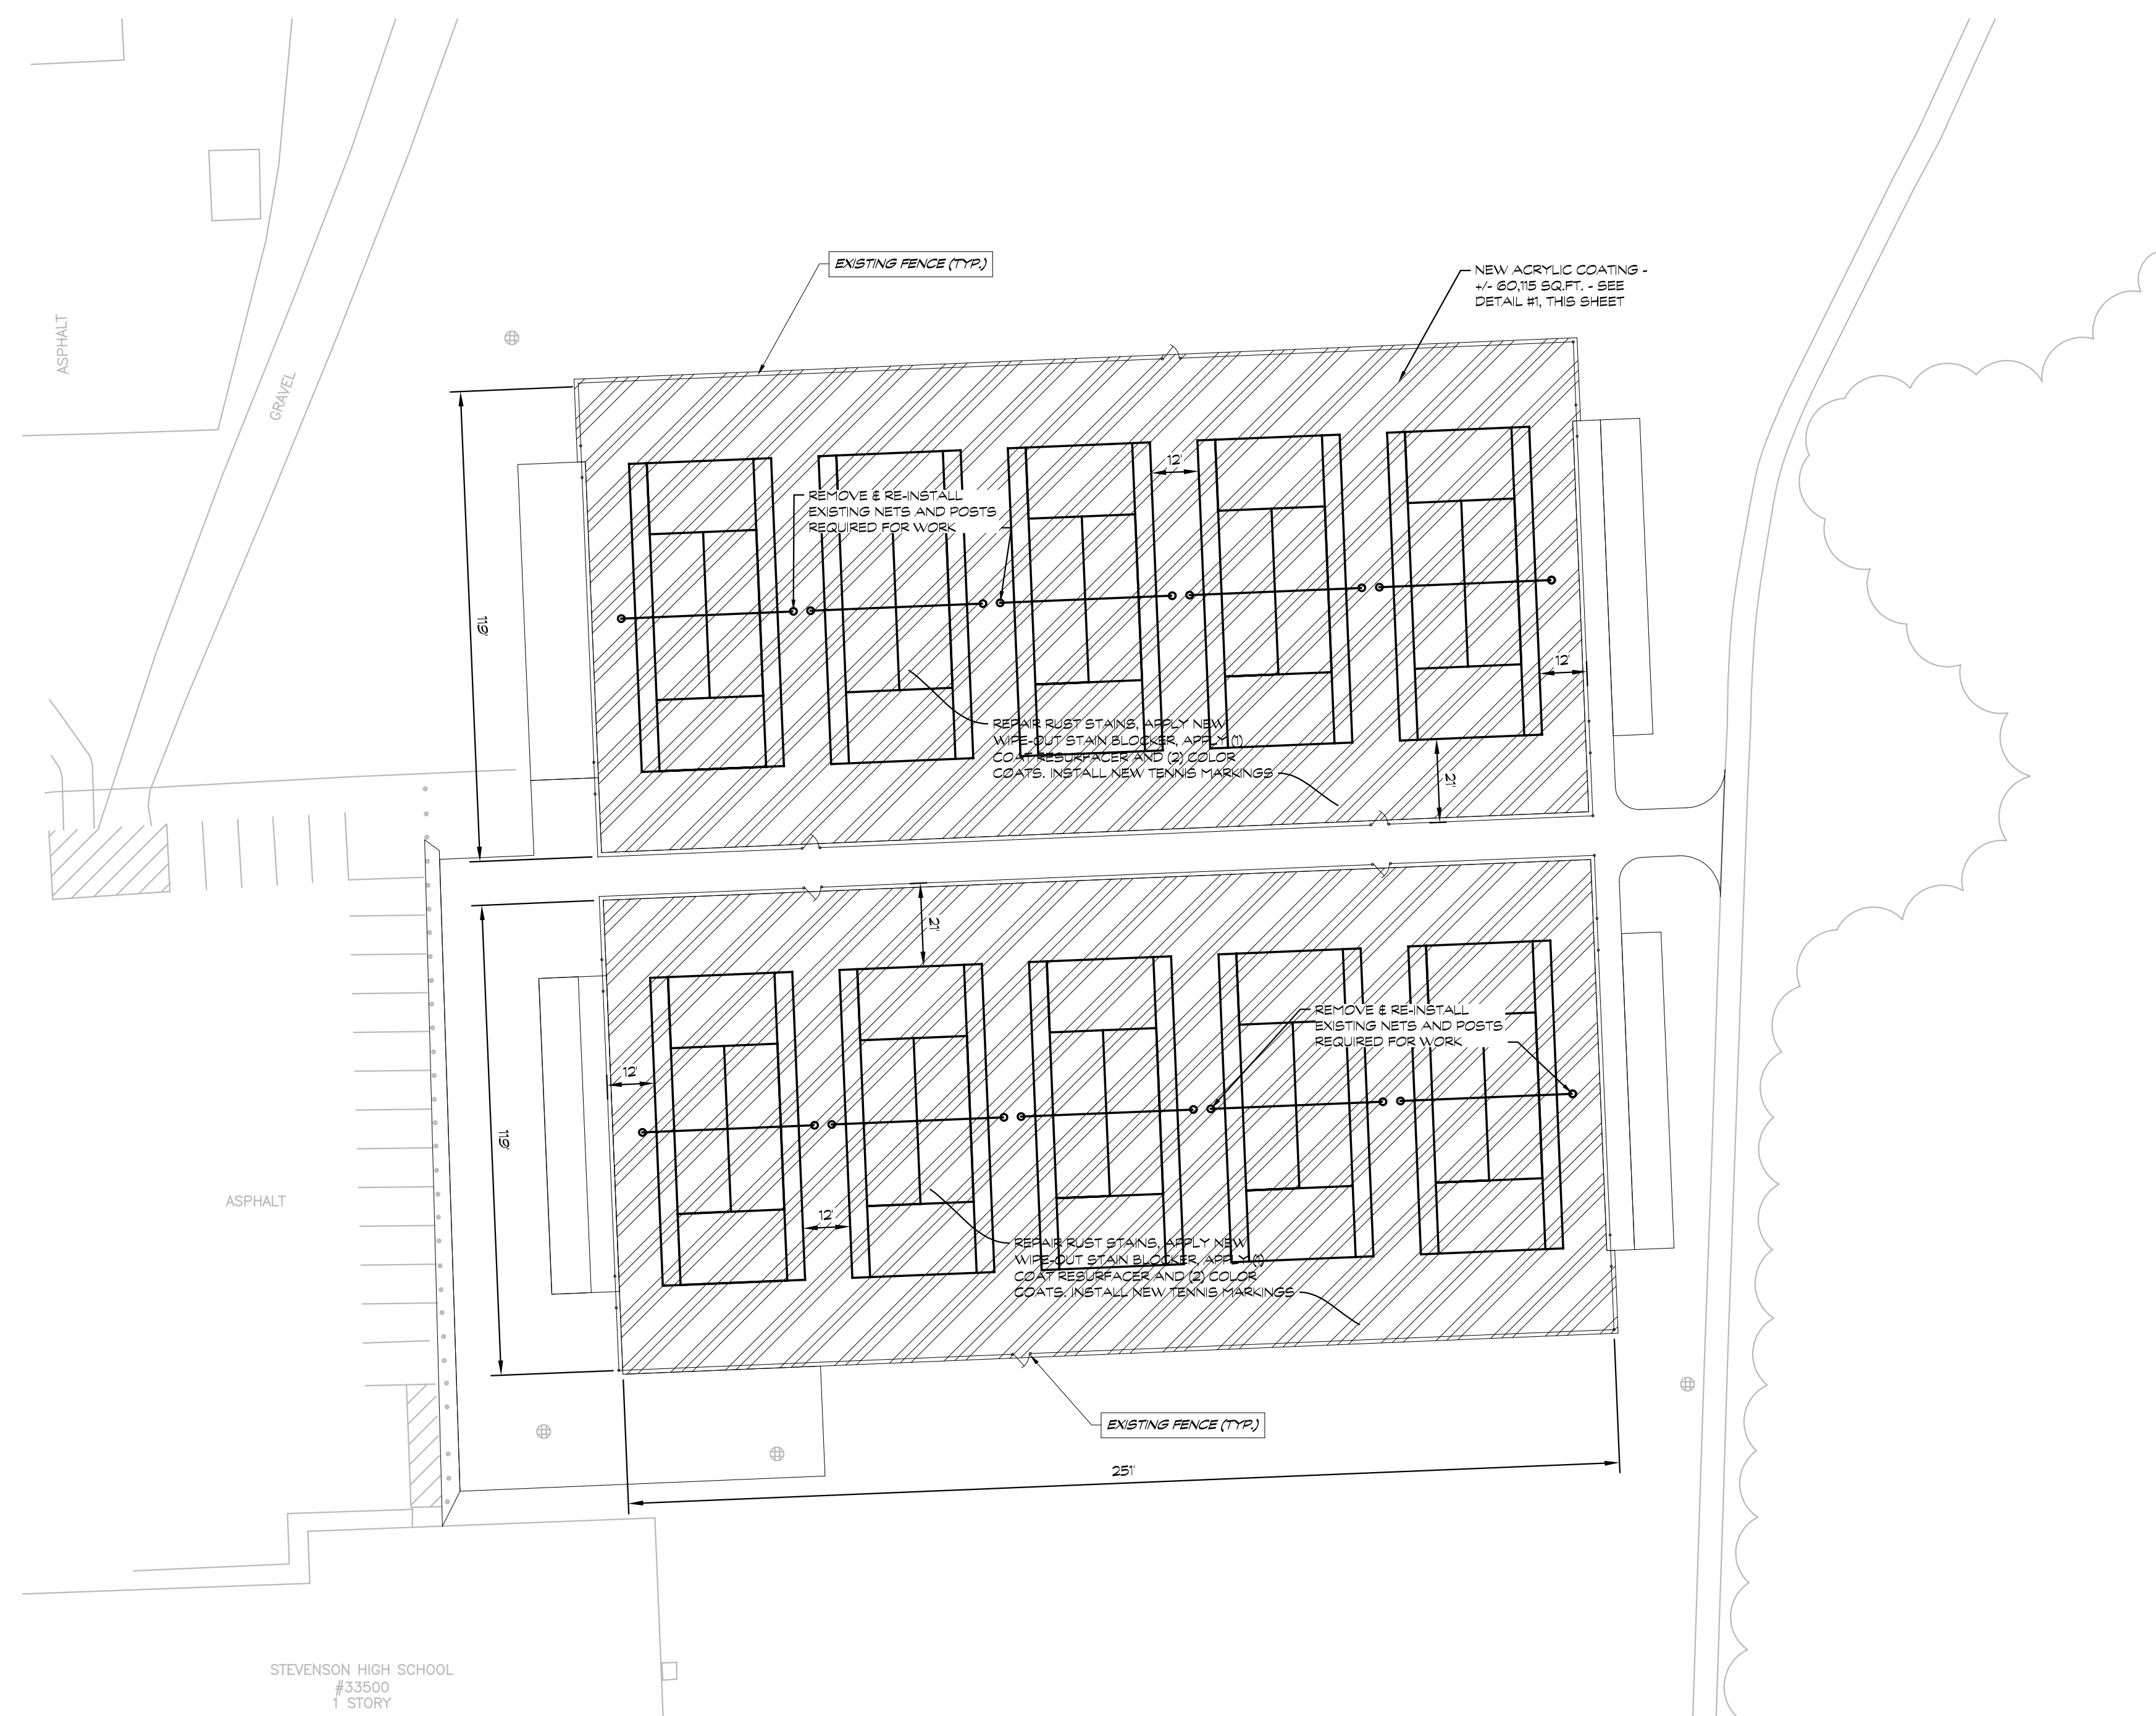 EXISTING FENCE (TYP.)
NEW ACRYLIC COATING -
+/- 60,115 SQ.FT. - SEE
DETAIL #1, THIS SHEET
ASPHALT
GRAVEL
12'
REMOVE & RE-INSTALL
EXISTING NETS AND POSTS
REQUIRED FOR WORK
119'
12'
REPAIR RUST STAINS, APPLY NEW
WIPE-OUT STAIN BLOCKER, APPLY (1)
COAT RESURFACER AND (2) COLOR
COATS. INSTALL NEW TENNIS MARKINGS
21'
21'
REMOVE & RE-INSTALL
EXISTING NETS AND POSTS
REQUIRED FOR WORK
12'
119'
ASPHALT
12'
REPAIR RUST STAINS, APPLY NEW
WIPE-OUT STAIN BLOCKER, APPLY (1)
COAT RESURFACER AND (2) COLOR
COATS. INSTALL NEW TENNIS MARKINGS
EXISTING FENCE (TYP.)
251'
STEVENSON HIGH SCHOOL
#33500
1 STORY